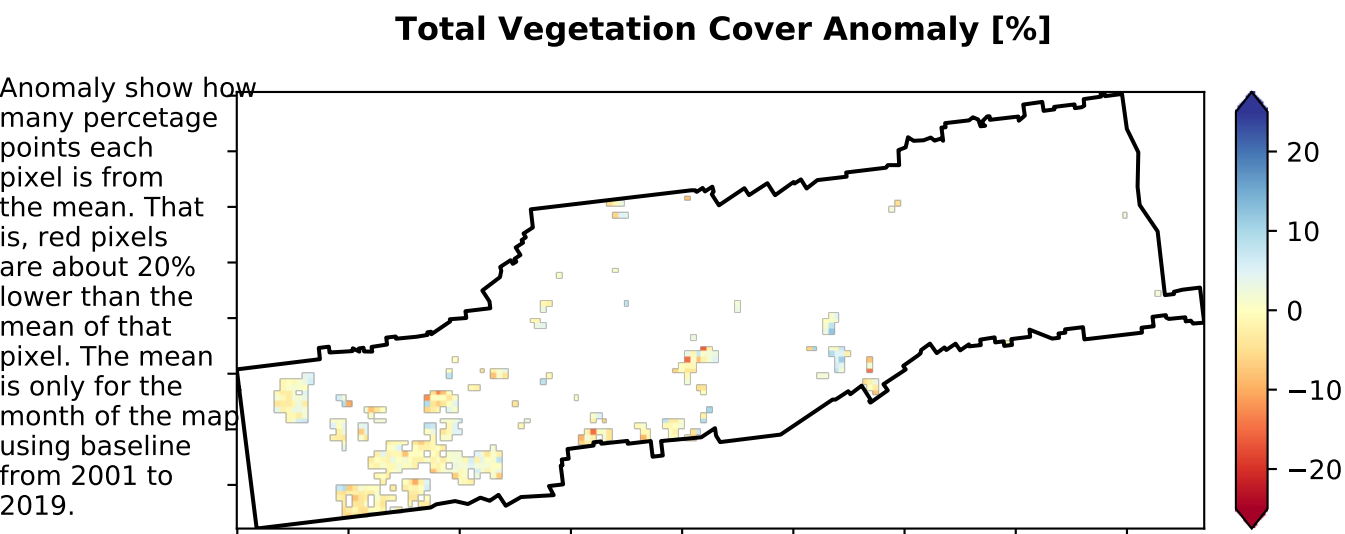 Total Vegetation Cover Anomaly [%]
Anomaly show how
many percetage
points each
pixel is from
the mean. That
is, red pixels
are about 20%
lower than the
mean of that
pixel. The mean
is only for the
month of the map
using baseline
from 2001 to
2019.
20
10
0
−10
−20